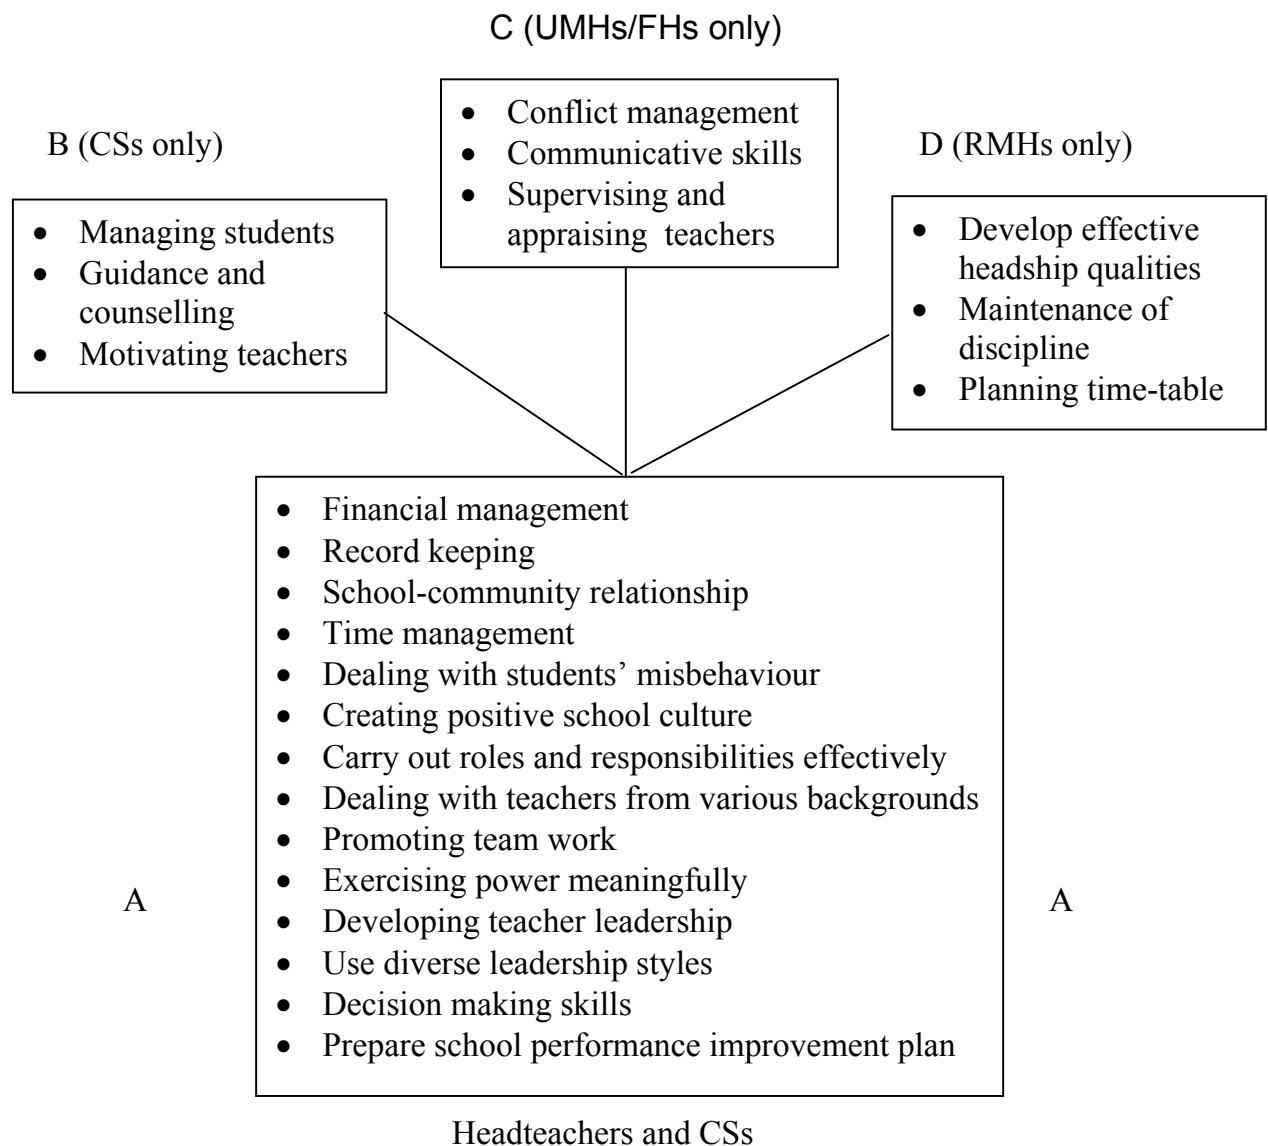 C (UMHs/FHs only)
B (CSs only)
• Managing students
• Guidance and
counselling
• Motivating teachers
• Conflict management
• Communicative skills
• Supervising and
appraising teachers
D (RMHs only)
• Develop effective
headship qualities
• Maintenance of
discipline
• Planning time-table
• Financial management
• Record keeping
• School-community relationship
• Time management
• Dealing with students’ misbehaviour
• Creating positive school culture
• Carry out roles and responsibilities effectively
• Dealing with teachers from various backgrounds
• Promoting team work
• Exercising power meaningfully
• Developing teacher leadership
• Use diverse leadership styles
• Decision making skills
• Prepare school performance improvement plan
A
A
Headteachers and CSs